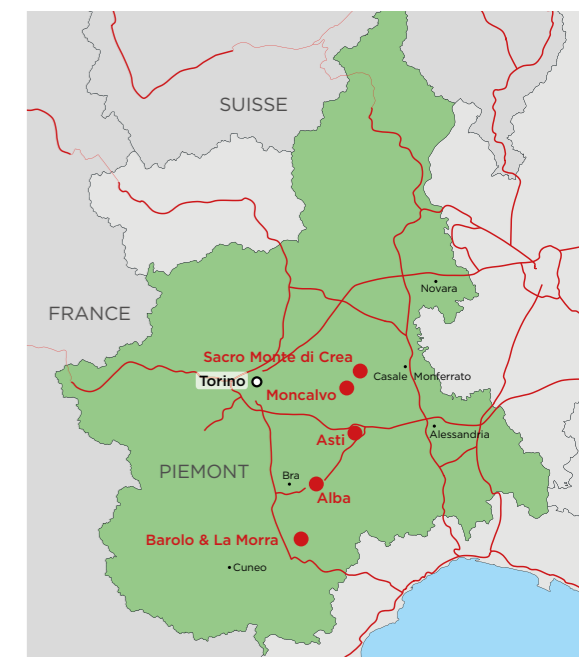 SUISSE
Novara
FRANCE
Sacro Monte di Crea
Torino
Casale Monferrato
Moncalvo
Alessandria
Asti
PIEMONT
Bra
Alba
Barolo & La Morra
Cuneo